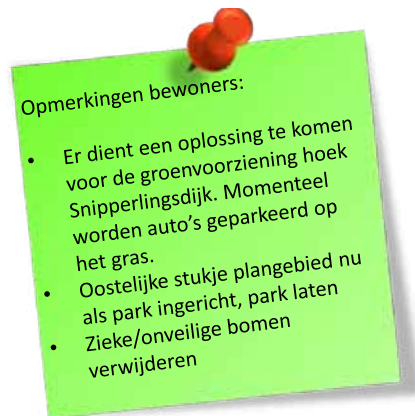 Opmerkingen bewoners:
• Er dient een oplossing te komen
voor de groenvoorziening hoek
Snipperlingsdijk. Momenteel
worden auto's geparkeerd op
het gras.
• Oostelijke stukje plangebied nu
als park ingericht, park laten
• Zieke/onveilige bomen
verwijderen